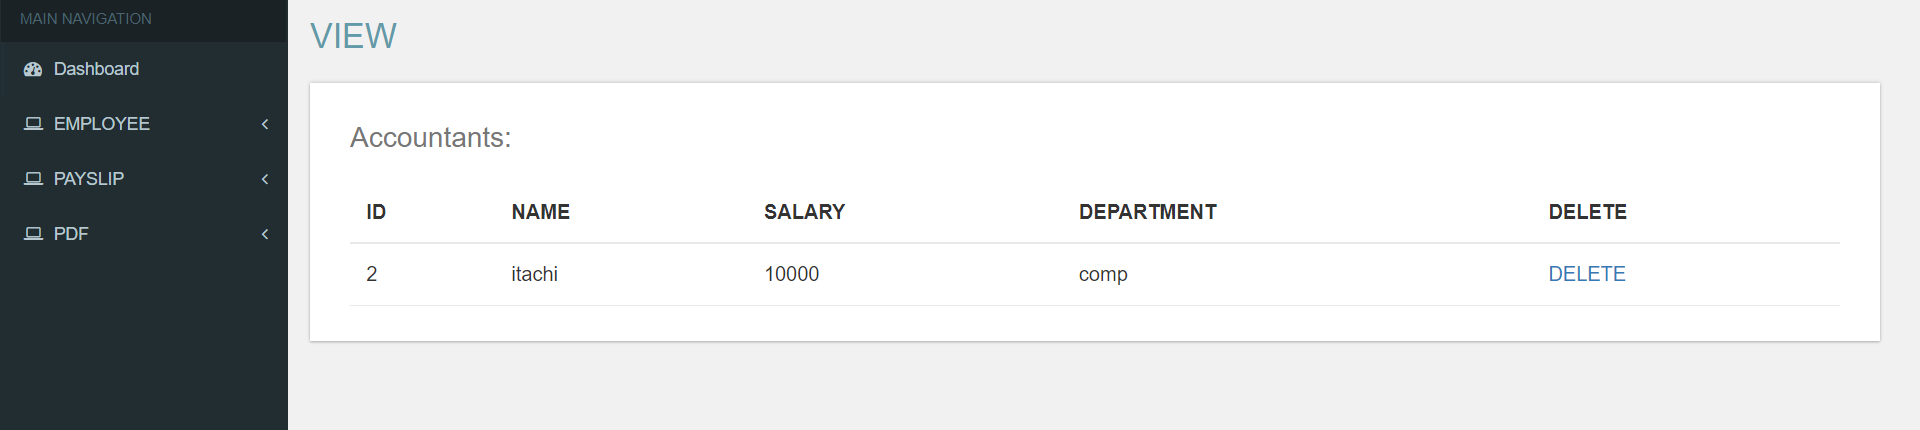 MAIN NAVIGATION
Dashboard
EMPLOYEE
PAYSLIP
PDF
VIEW
Accountants:
ID NAME SALARY DEPARTMENT DELETE
2 itachi 10000 comp DELETE